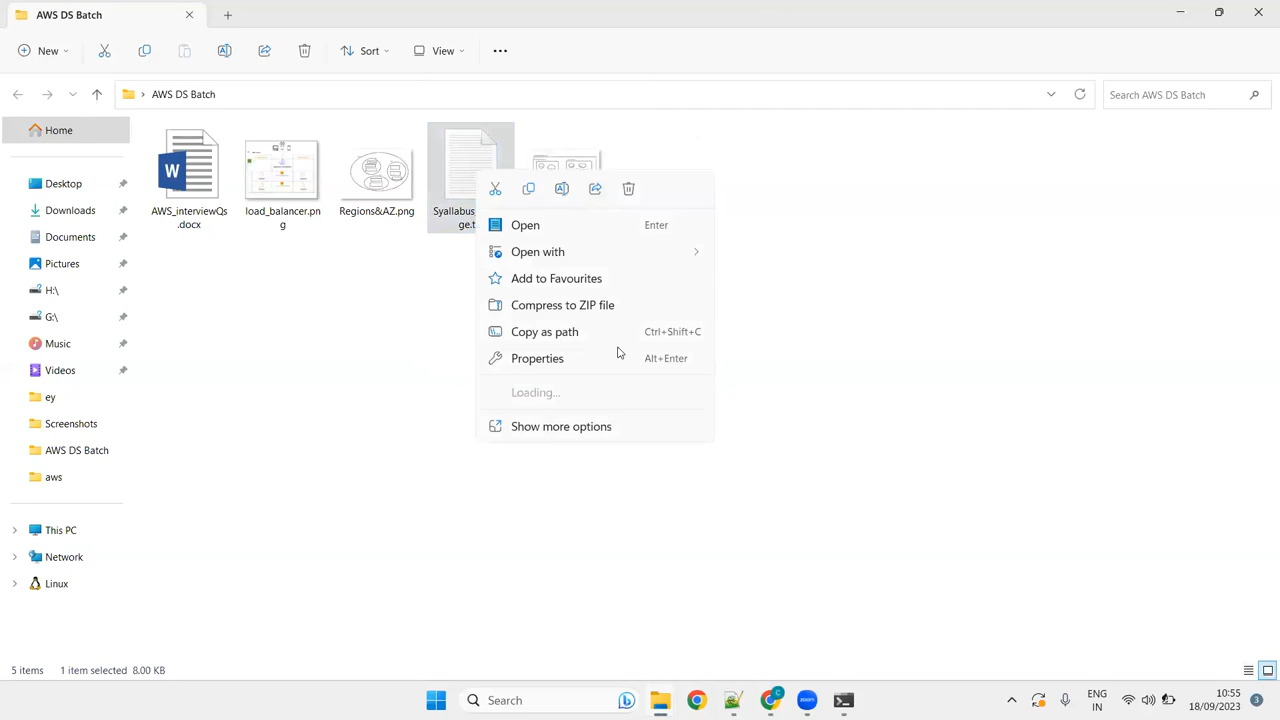 AWS DS Batch
New
Sort
View
AWS DS Batch
Search AWS DS Batch
Home
Desktop
Downloads
Documents
Pictures
H:\
G:\
Music
Videos
ey
Screenshots
AWS DS Batch
aws
This PC
Network
Linux
AWS_interviewQs
.docx
load_balancer.pn
g
Regions&AZ.png
Syallabus_
ge.t
Open Enter
Open with
Add to Favourites
Compress to ZIP file
Copy as path Ctrl+Shift+C
Properties Alt+Enter
Loading...
Show more options
5 items 1 item selected 8.00 KB
Search
ENG
IN
10:55
18/09/2023
3